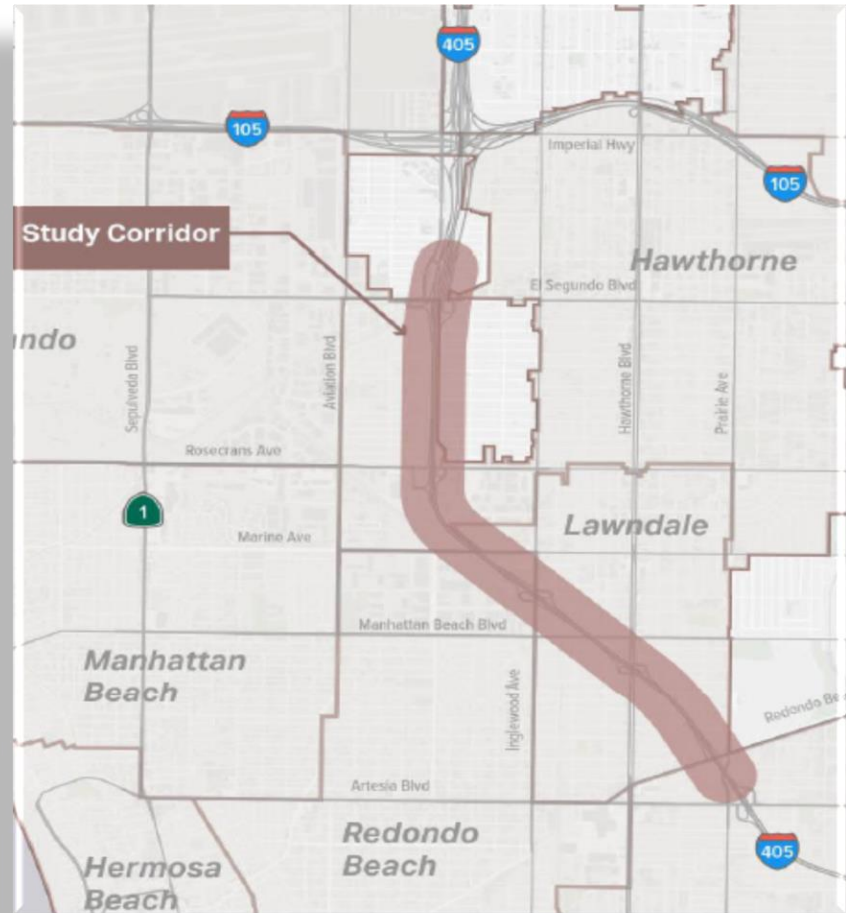 405
105
Imperial Hwy
105
Study Corridor
Hawthorne
El Segundo Blvd
ndo
Sepulveda Blvd
Aviation Blvd
Hawthorne Blvd
Prairie Ave
Rosecrans Ave
1
Lawndale
Marine Ave
Manhattan Beach Blvd
Manhattan
Beach
Inglewood Ave
Redondo Be
Artesia Blvd
Redondo
Beach
405
Hermosa
Beach